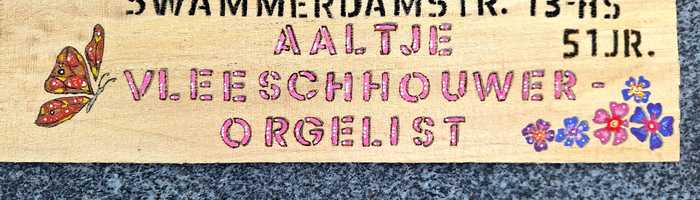 SWAMMERDAMSTR. 13-HS
AALTJE 51JR.
VLEESCHHOUWER-
ORGELIST